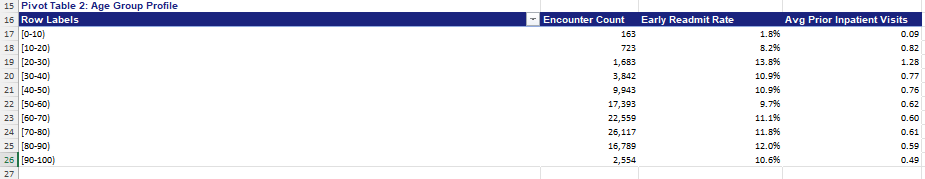 15 Pivot Table 2: Age Group Profile
16 Row Labels Encounter Count Early Readmit Rate Avg Prior Inpatient Visits
17 [0-10) 163 1.8% 0.09
18 [10-20) 723 8.2% 0.82
19 [20-30) 1,683 13.8% 1.28
20 [30-40) 3,842 10.9% 0.77
21 [40-50) 9,943 10.9% 0.76
22 [50-60) 17,393 9.7% 0.62
23 [60-70) 22,559 11.1% 0.60
24 [70-80) 26,117 11.8% 0.61
25 [80-90) 16,789 12.0% 0.59
26 [90-100) 2,554 10.6% 0.49
27